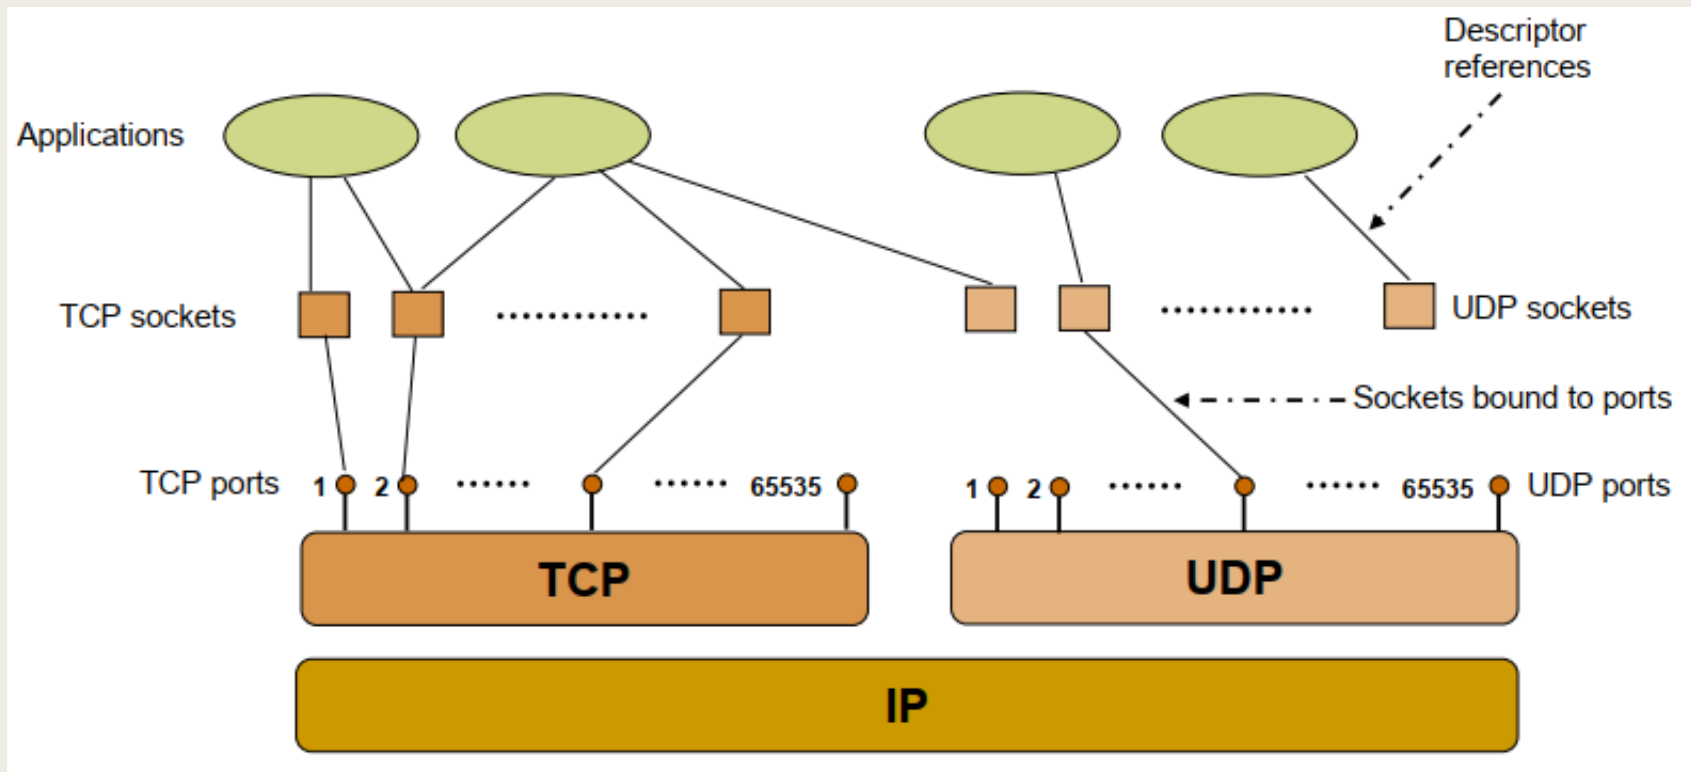 Descriptor
references
Applications
TCP sockets
UDP sockets
Sockets bound to ports
TCP ports 1 2 ....... ....... 65535
1 2 ....... ....... 65535 UDP ports
TCP
UDP
IP